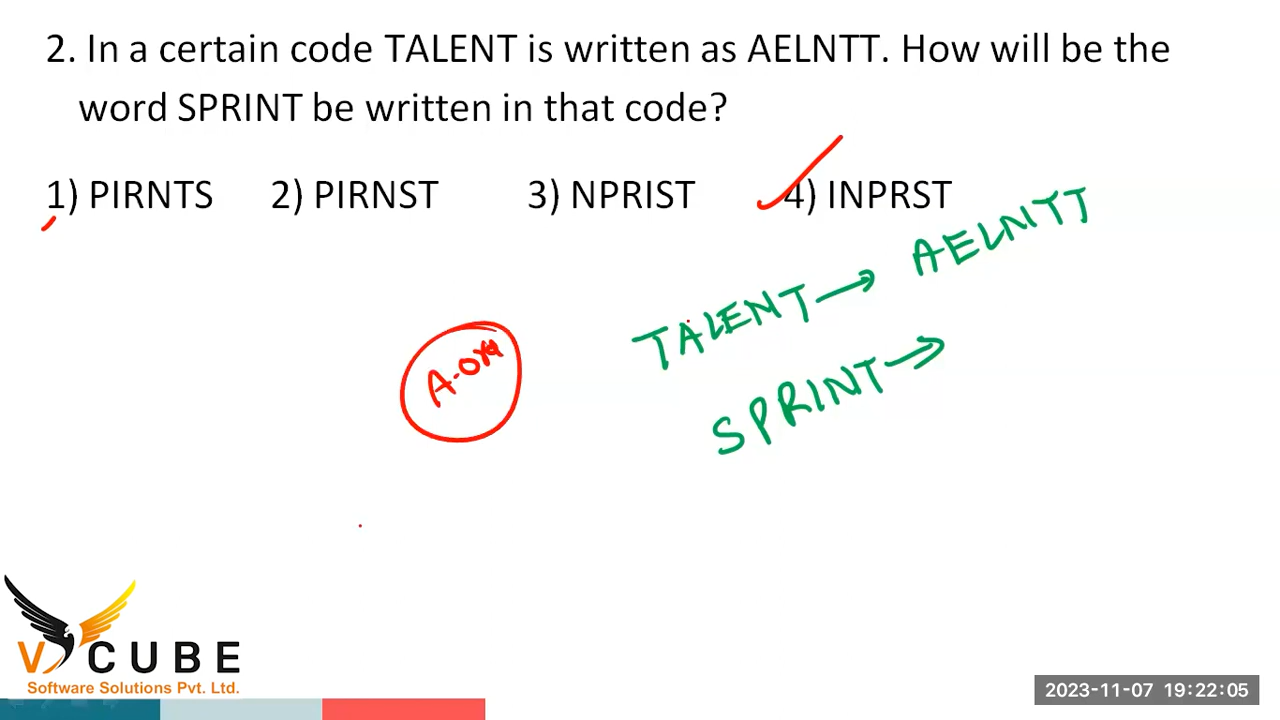 2. In a certain code TALENT is written as AELNTT. How will be the
word SPRINT be written in that code?
1) PIRNTS 2) PIRNST 3) NPRIST 4) INPRST
TALENT → AELNTT
SPRINT →
V CUBE
Software Solutions Pvt. Ltd.
2023-11-07 19:22:05